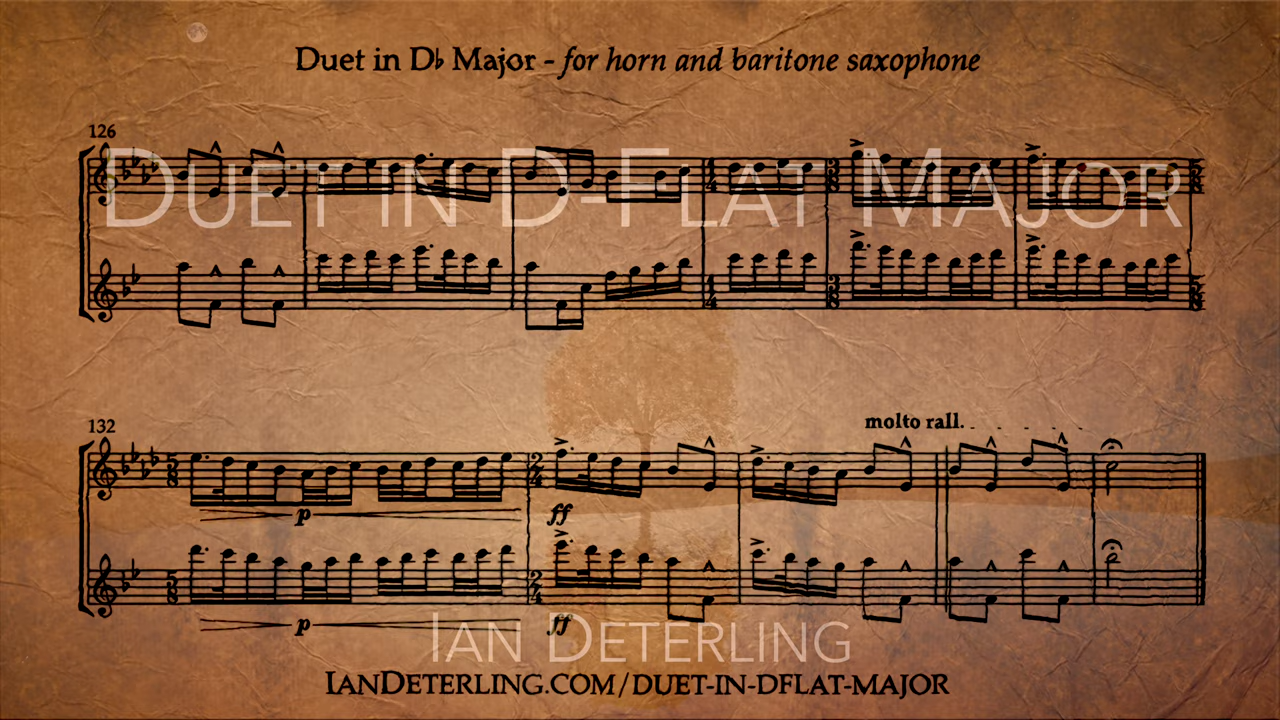 Duet in D♭ Major - for horn and baritone saxophone
126
DUET IN D-FLAT MAJOR
132
molto rall.
p
ff
p
ff
IAN DETERLING
IANDETERLING.COM/DUET-IN-DFLAT-MAJOR